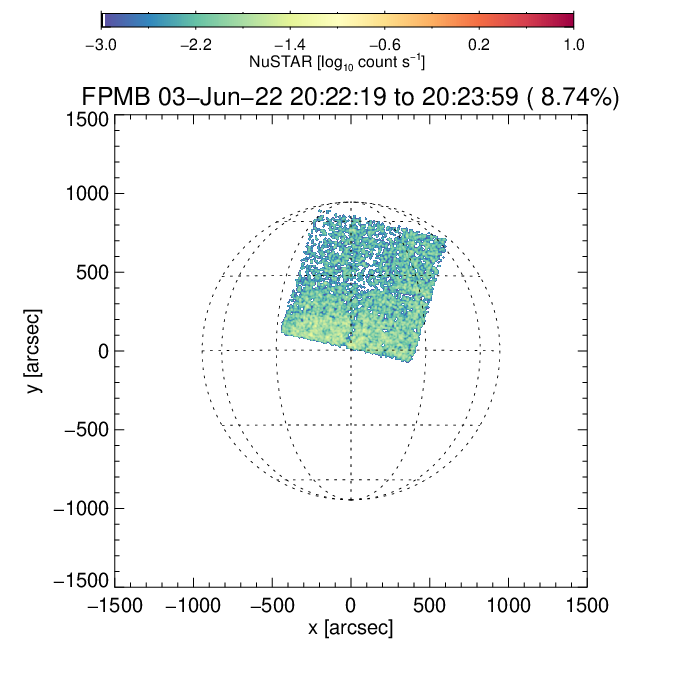 −3.0 −2.2 −1.4 −0.6 0.2 1.0
NuSTAR [log₁₀ count s⁻¹]
FPMB 03−Jun−22 20:22:19 to 20:23:59 ( 8.74%)
1500
1000
500
0
−500
−1000
−1500
y [arcsec]
−1500 −1000 −500 0 500 1000 1500
x [arcsec]